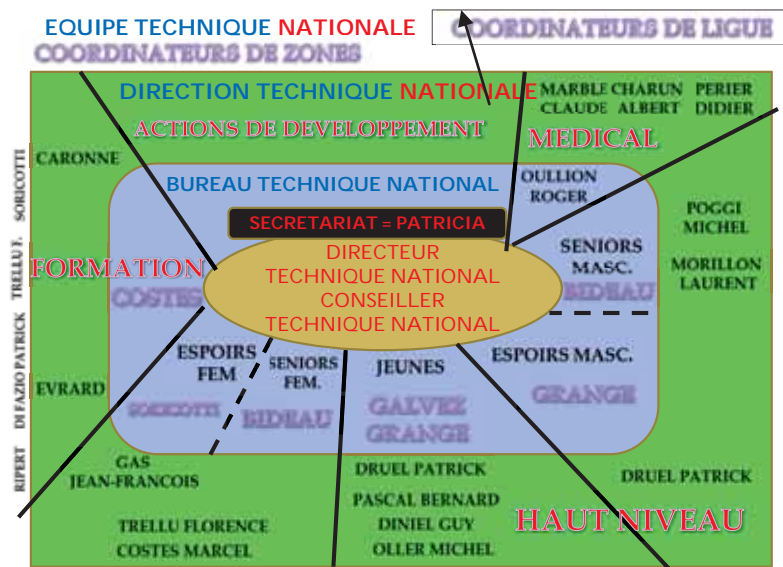 EQUIPE TECHNIQUE NATIONALE
COORDINATEURS DE LIGUE
COORDINATEURS DE ZONES
DIRECTION TECHNIQUE NATIONALE
MARBLE CHARUN PERIER
CLAUDE ALBERT DIDIER
ACTIONS DE DEVELOPPEMENT
MEDICAL
CARONNE
BUREAU TECHNIQUE NATIONAL
OULLION
ROGER
SECRETARIAT = PATRICIA
POGGI
MICHEL
DIRECTEUR
TECHNIQUE NATIONAL
CONSEILLER
TECHNIQUE NATIONAL
SENIORS
MASC.
BIDEAU
MORILLON
LAURENT
FORMATION
COSTES
ESPOIRS
FEM
SORICOTTI
SENIORS
FEM.
BIDEAU
JEUNES
GALVEZ
GRANGE
ESPOIRS MASC.
GRANGE
EVRARD
RIPERT DI FAZIO PATRICK TRELLU T. SORICOTTI
GAS
JEAN-FRANCOIS
DRUEL PATRICK
DRUEL PATRICK
PASCAL BERNARD
DINIEL GUY
OLLER MICHEL
HAUT NIVEAU
TRELLU FLORENCE
COSTES MARCEL